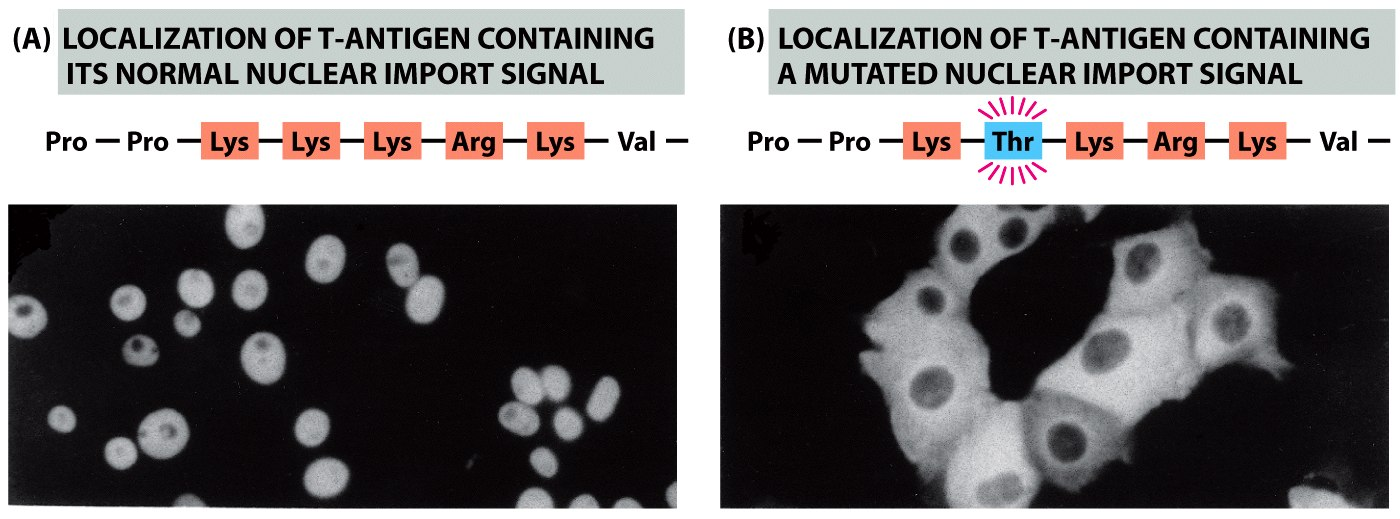 (A) LOCALIZATION OF T-ANTIGEN CONTAINING
ITS NORMAL NUCLEAR IMPORT SIGNAL
Pro — Pro — Lys — Lys — Lys — Arg — Lys — Val —
(B) LOCALIZATION OF T-ANTIGEN CONTAINING
A MUTATED NUCLEAR IMPORT SIGNAL
Pro — Pro — Lys — Thr — Lys — Arg — Lys — Val —